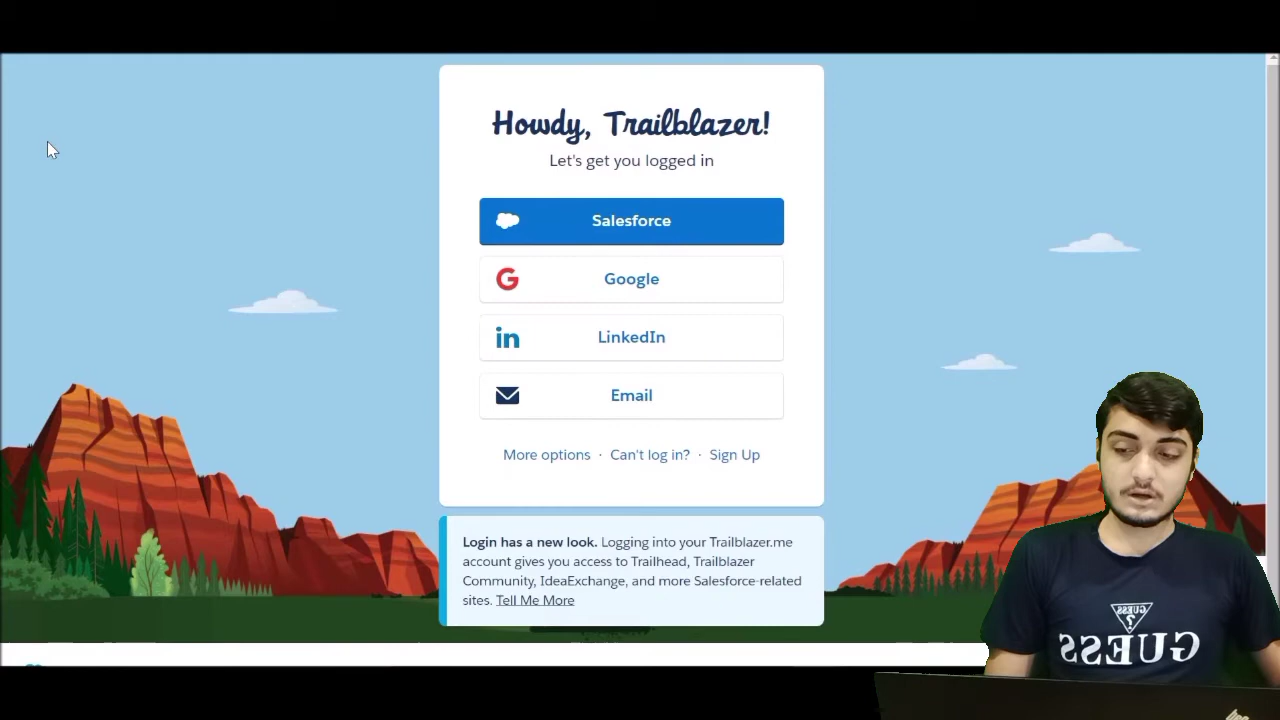 Howdy, Trailblazer!
Let's get you logged in
Salesforce
Google
LinkedIn
Email
More options · Can't log in? · Sign Up
Login has a new look. Logging into your Trailblazer.me
account gives you access to Trailhead, Trailblazer
Community, IdeaExchange, and more Salesforce-related
sites. Tell Me More
GUESS
?
GUESS